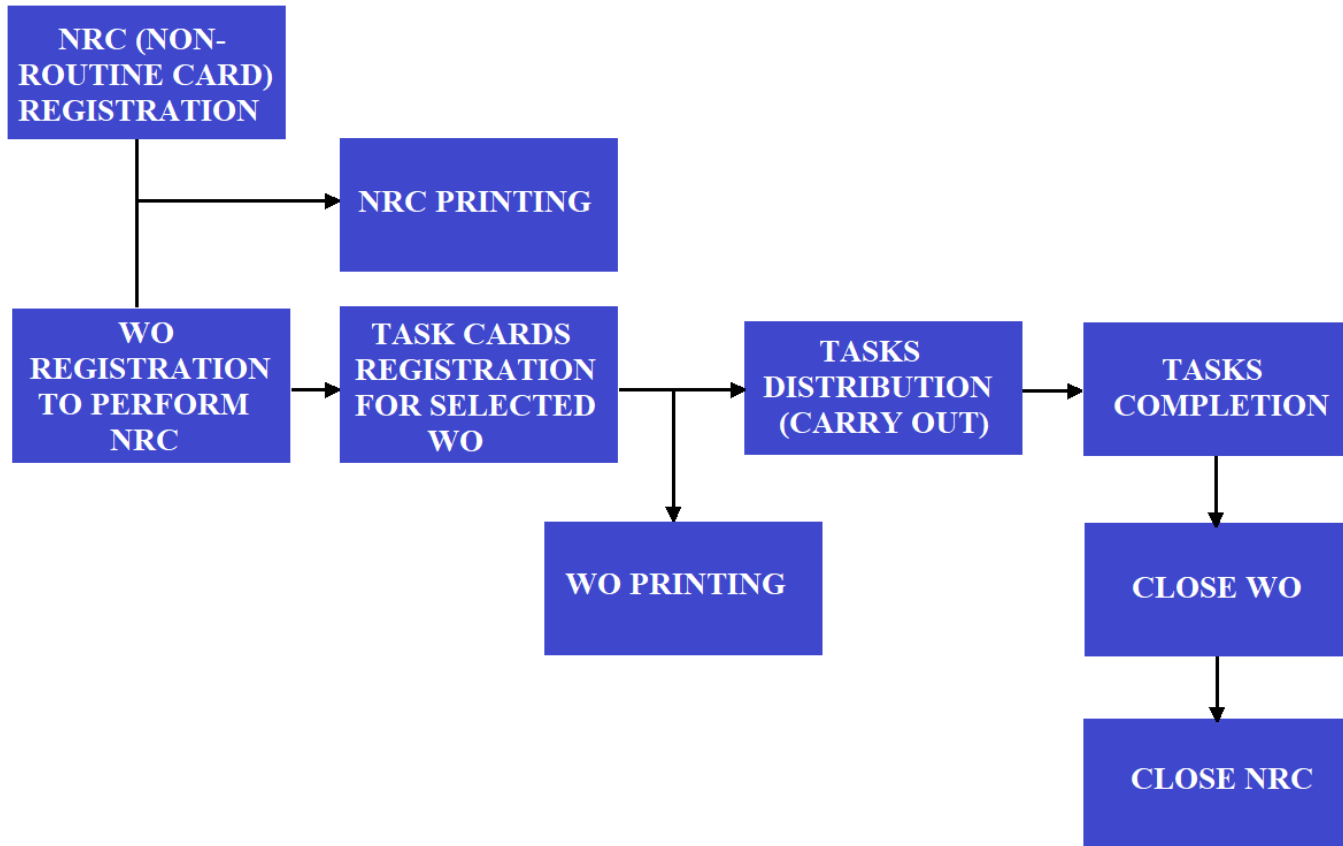 NRC (NON-
ROUTINE CARD)
REGISTRATION
NRC PRINTING
WO
REGISTRATION
TO PERFORM
NRC
TASK CARDS
REGISTRATION
FOR SELECTED
WO
TASKS
DISTRIBUTION
(CARRY OUT)
TASKS
COMPLETION
WO PRINTING
CLOSE WO
CLOSE NRC